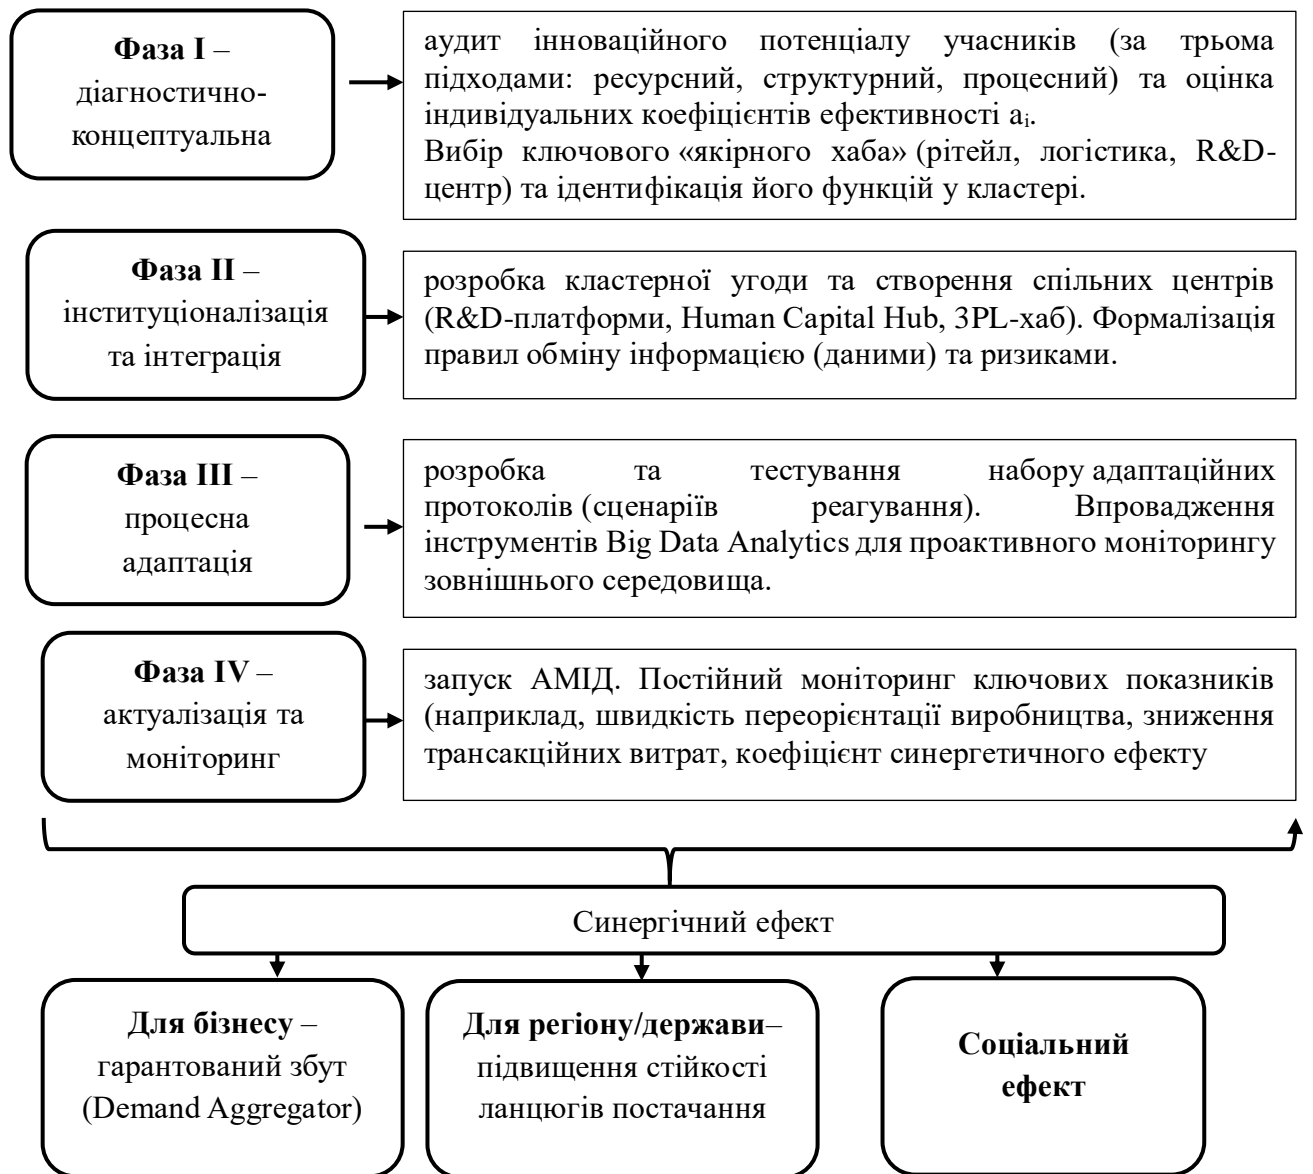 Фаза I –
діагностично-
концептуальна
аудит інноваційного потенціалу учасників (за трьома
підходами: ресурсний, структурний, процесний) та оцінка
індивідуальних коефіцієнтів ефективності aᵢ.
Вибір ключового «якірного хаба» (рітейл, логістика, R&D-
центр) та ідентифікація його функцій у кластері.
Фаза II –
інституціоналізація
та інтеграція
розробка кластерної угоди та створення спільних центрів
(R&D-платформи, Human Capital Hub, 3PL-хаб). Формалізація
правил обміну інформацією (даними) та ризиками.
Фаза III –
процесна
адаптація
розробка та тестування набору адаптаційних
протоколів (сценаріїв реагування). Впровадження
інструментів Big Data Analytics для проактивного моніторингу
зовнішнього середовища.
Фаза IV –
актуалізація та
моніторинг
запуск АМІД. Постійний моніторинг ключових показників
(наприклад, швидкість переорієнтації виробництва, зниження
трансакційних витрат, коефіцієнт синергетичного ефекту
Синергічний ефект
Для бізнесу –
гарантований збут
(Demand Aggregator)
Для регіону/держави–
підвищення стійкості
ланцюгів постачання
Соціальний
ефект